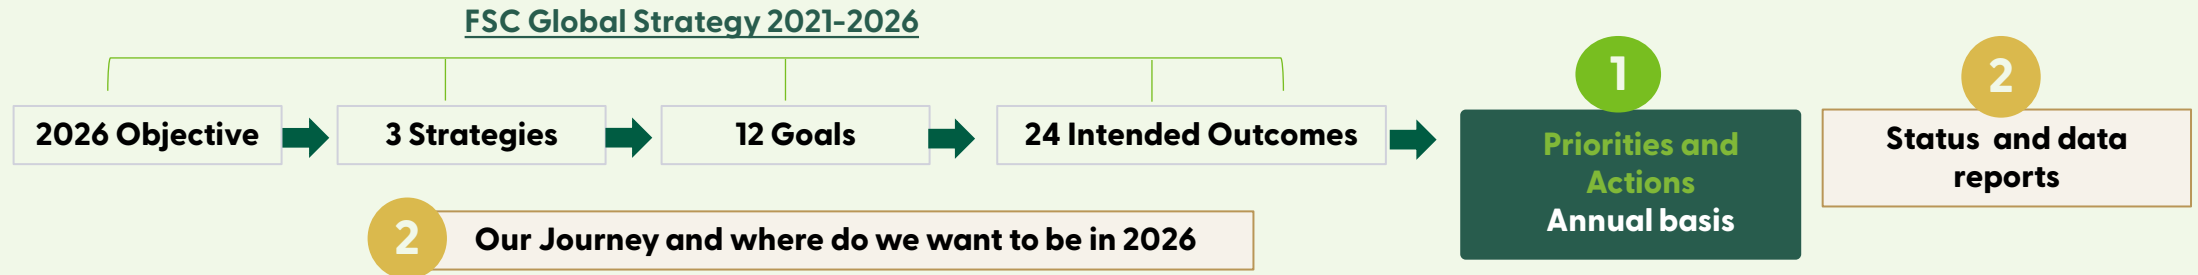 FSC Global Strategy 2021-2026
2026 Objective
3 Strategies
12 Goals
24 Intended Outcomes
1
Priorities and
Actions
Annual basis
2
Status and data
reports
2
Our Journey and where do we want to be in 2026